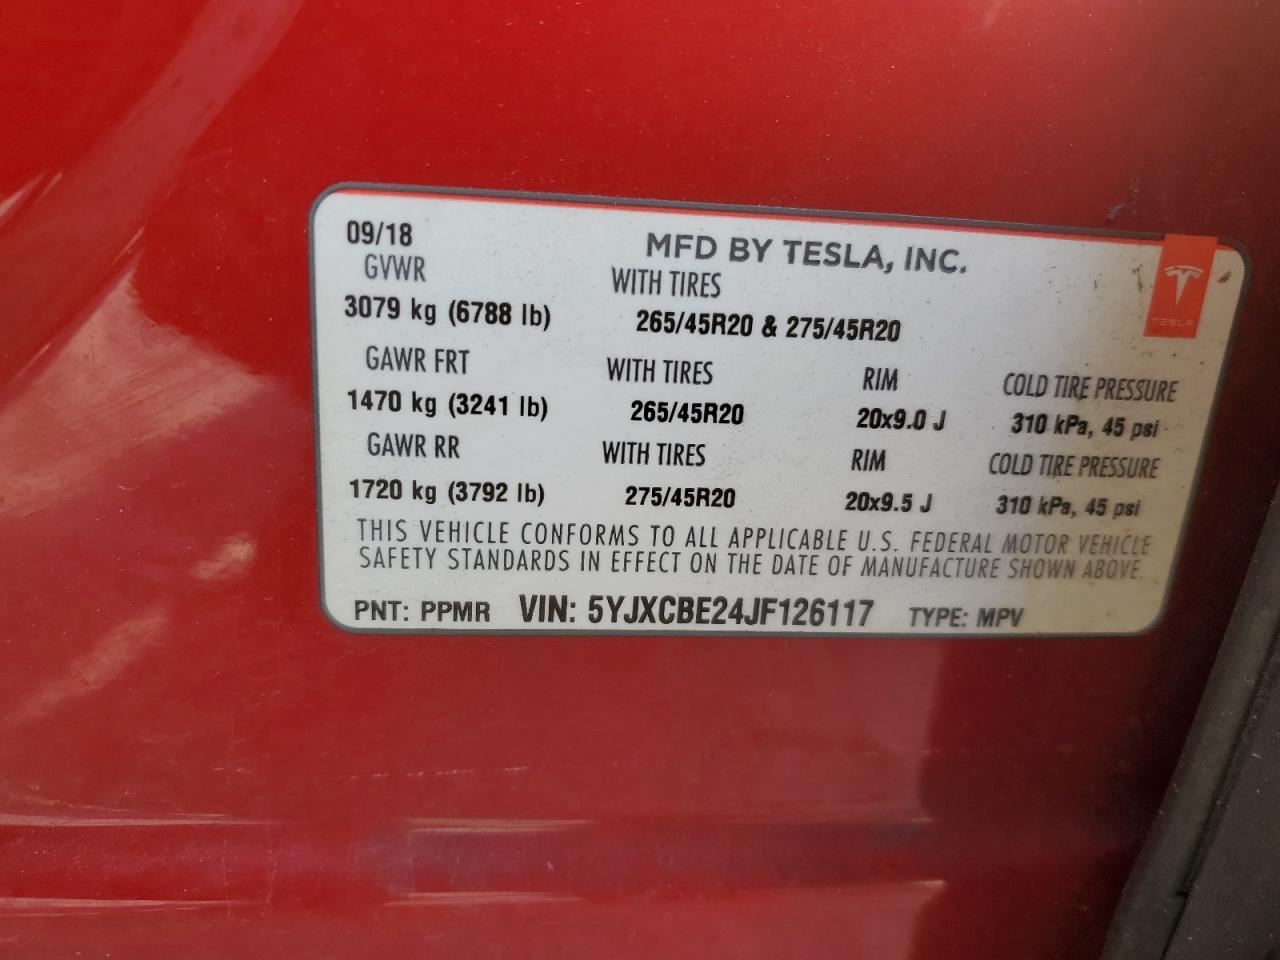 09/18 MFD BY TESLA, INC.
GVWR WITH TIRES
3079 kg (6788 lb) 265/45R20 & 275/45R20
GAWR FRT WITH TIRES RIM COLD TIRE PRESSURE
1470 kg (3241 lb) 265/45R20 20x9.0 J 310 kPa, 45 psi
GAWR RR WITH TIRES RIM COLD TIRE PRESSURE
1720 kg (3792 lb) 275/45R20 20x9.5 J 310 kPa, 45 psi
THIS VEHICLE CONFORMS TO ALL APPLICABLE U.S. FEDERAL MOTOR VEHICLE
SAFETY STANDARDS IN EFFECT ON THE DATE OF MANUFACTURE SHOWN ABOVE.
PNT: PPMR VIN: 5YJXCBE24JF126117 TYPE: MPV
TESLA